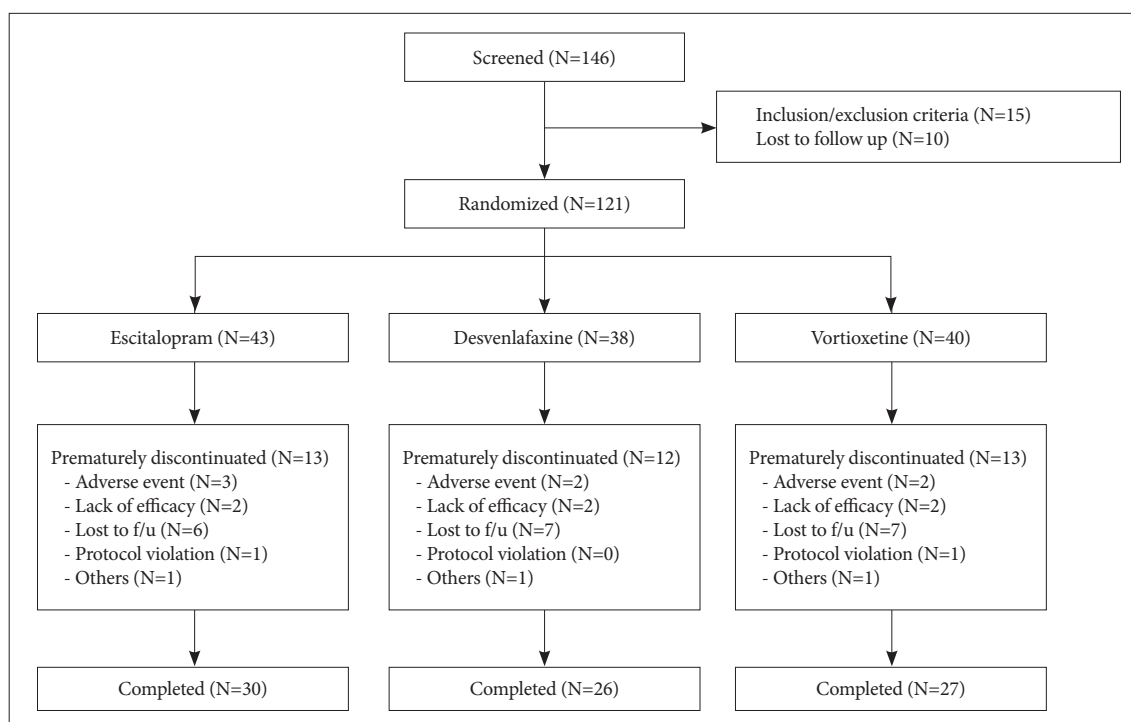 Screened (N=146)
Inclusion/exclusion criteria (N=15)
Lost to follow up (N=10)
Randomized (N=121)
Escitalopram (N=43)
Desvenlafaxine (N=38)
Vortioxetine (N=40)
Prematurely discontinuated (N=13)
- Adverse event (N=3)
- Lack of efficacy (N=2)
- Lost to f/u (N=6)
- Protocol violation (N=1)
- Others (N=1)
Prematurely discontinuated (N=12)
- Adverse event (N=2)
- Lack of efficacy (N=2)
- Lost to f/u (N=7)
- Protocol violation (N=0)
- Others (N=1)
Prematurely discontinuated (N=13)
- Adverse event (N=2)
- Lack of efficacy (N=2)
- Lost to f/u (N=7)
- Protocol violation (N=1)
- Others (N=1)
Completed (N=30)
Completed (N=26)
Completed (N=27)